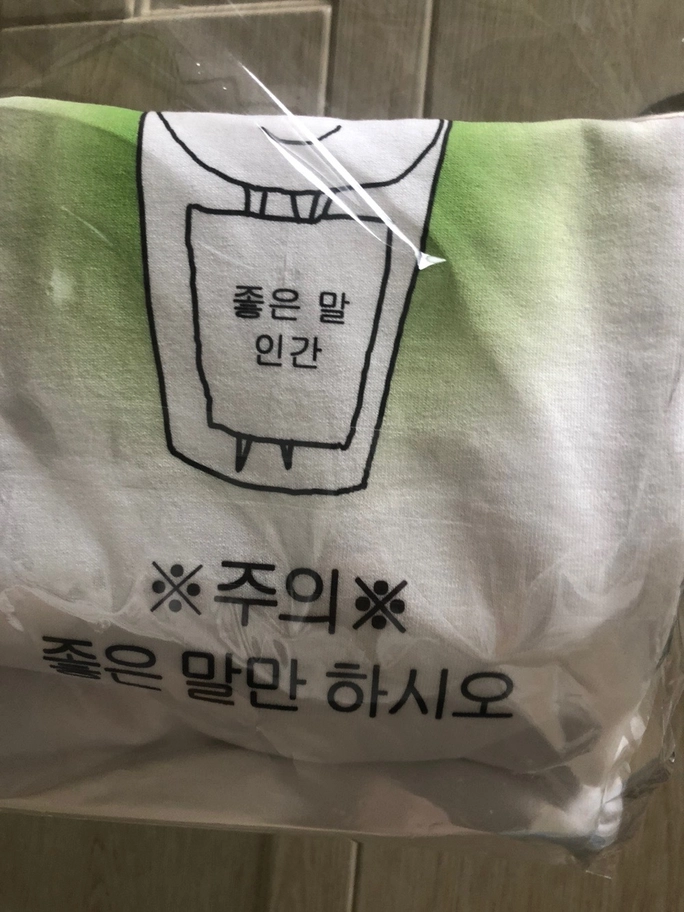 좋은 말
인간
※주의※
좋은 말만 하시오